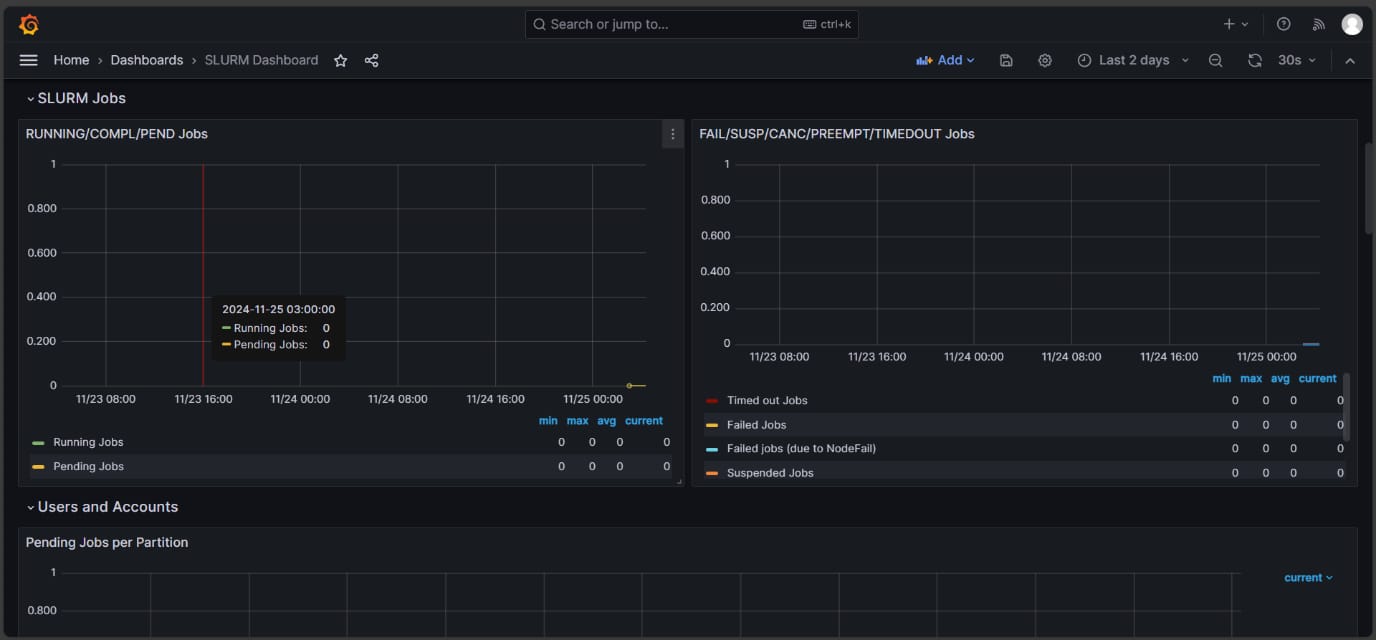 Search or jump to... ctrl+k
Home › Dashboards › SLURM Dashboard Add Last 2 days 30s
SLURM Jobs
RUNNING/COMPL/PEND Jobs
1
0.800
0.600
0.400
0.200
0
11/23 08:00 11/23 16:00 11/24 00:00 11/24 08:00 11/24 16:00 11/25 00:00
2024-11-25 03:00:00
Running Jobs: 0
Pending Jobs: 0
min max avg current
Running Jobs 0 0 0 0
Pending Jobs 0 0 0 0
FAIL/SUSP/CANC/PREEMPT/TIMEDOUT Jobs
1
0.800
0.600
0.400
0.200
0
11/23 08:00 11/23 16:00 11/24 00:00 11/24 08:00 11/24 16:00 11/25 00:00
min max avg current
Timed out Jobs 0 0 0 0
Failed Jobs 0 0 0 0
Failed jobs (due to NodeFail) 0 0 0 0
Suspended Jobs 0 0 0 0
Users and Accounts
Pending Jobs per Partition
1
0.800
current